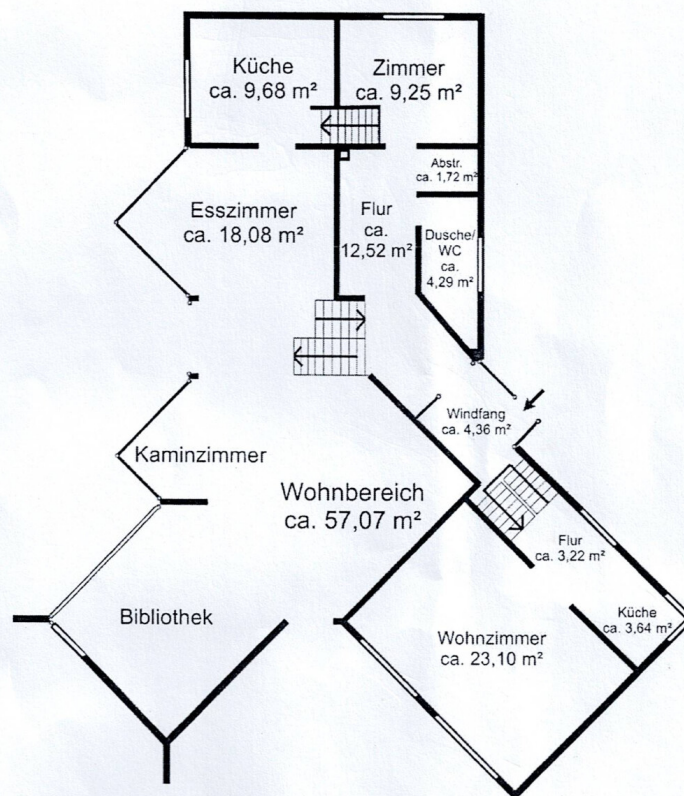 Küche
ca. 9,68 m²
Zimmer
ca. 9,25 m²
Abstr.
ca. 1,72 m²
Esszimmer
ca. 18,08 m²
Flur
ca.
12,52 m²
Dusche/
WC
ca.
4,29 m²
Windfang
ca. 4,36 m²
Kaminzimmer
Wohnbereich
ca. 57,07 m²
Flur
ca. 3,22 m²
Bibliothek
Küche
ca. 3,64 m²
Wohnzimmer
ca. 23,10 m²